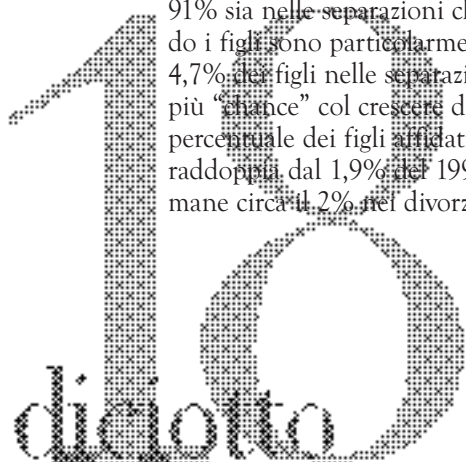 91% sia nelle separazioni c
do i figli sono particolarme
4,7% dei figli nelle separazi
più “chance” col crescere d
percentuale dei figli affidat
raddoppia dal 1,9% del 199
mane circa il 2% nei divorz
18
diciotto